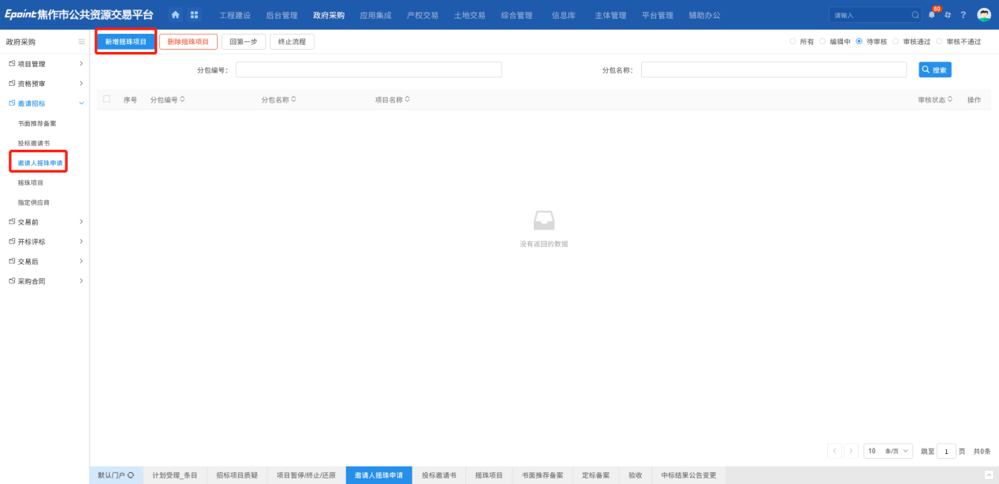 Epoint焦作市公共资源交易平台 工程建设 后台管理 政府采购 应用集成 产权交易 土地交易 综合管理 信息库 主体管理 平台管理 辅助办公 请输入 80 ?
政府采购 新增摇珠项目 删除摇珠项目 回第一步 终止流程 所有 编辑中 待审核 审核通过 审核不通过
项目管理
分包编号: 分包名称: 搜索
资格预审
邀请招标
序号 分包编号 分包名称 项目名称 审核状态 操作
书面推荐备案
投标邀请书
邀请人摇珠申请
摇珠项目
指定供应商
交易前
开标评标
交易后
采购合同
没有返回的数据
10 条/页 跳至 1 页 共0条
默认门户 计划受理_条目 招标项目质疑 项目暂停/终止/还原 邀请人摇珠申请 投标邀请书 摇珠项目 书面推荐备案 定标备案 验收 中标结果公告变更